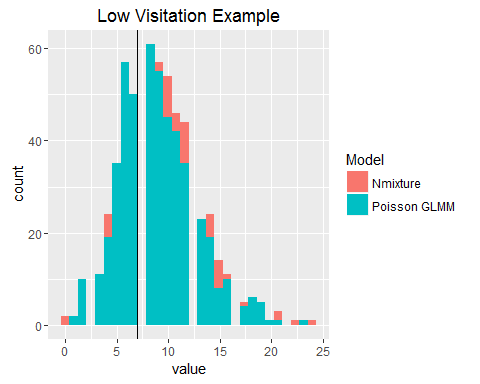 Low Visitation Example
60
40
20
0
count
0 5 10 15 20 25
value
Model
Nmixture
Poisson GLMM